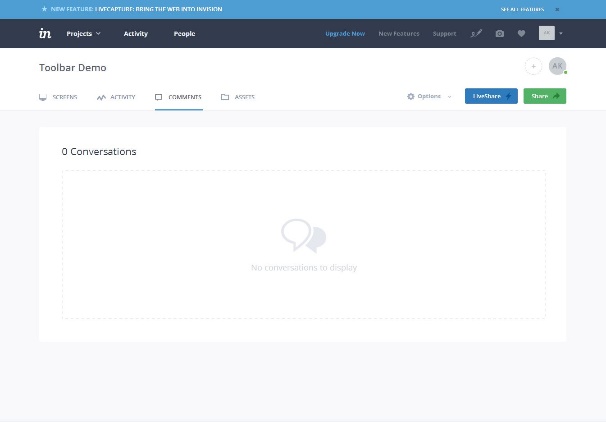 NEW FEATURE: LIVECAPTURE: BRING THE WEB INTO INVISION
SEE ALL FEATURES
in Projects Activity People Upgrade Now New Features Support
Toolbar Demo
AK
SCREENS ACTIVITY COMMENTS ASSETS Options LiveShare Share
0 Conversations
No conversations to display